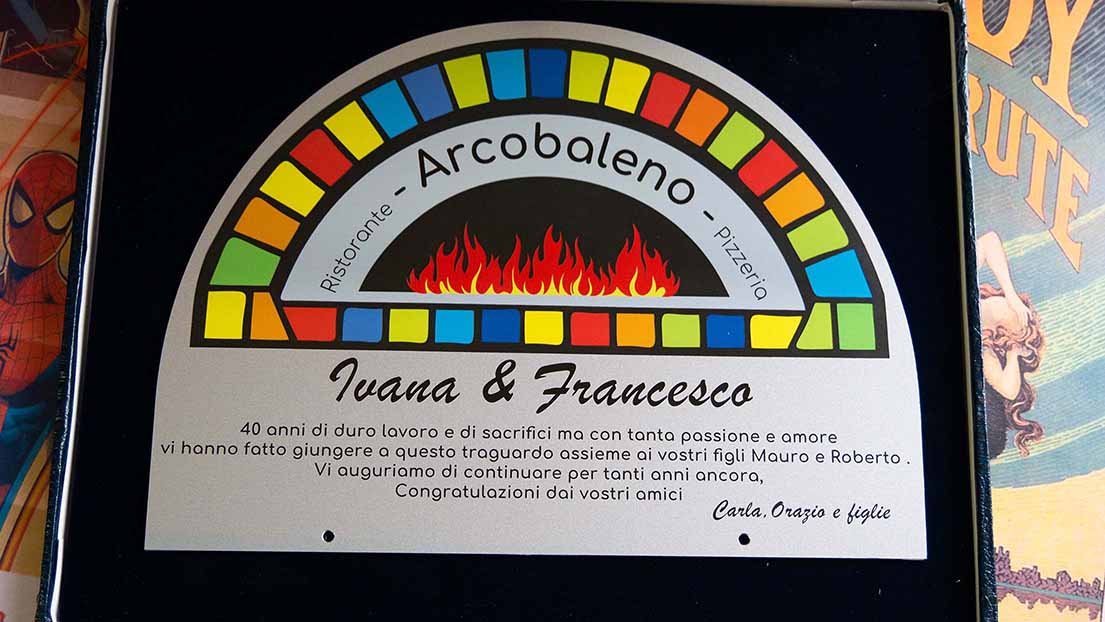 Ristorante - Arcobaleno - Pizzeria
Ivana & Francesco
40 anni di duro lavoro e di sacrifici ma con tanta passione e amore
vi hanno fatto giungere a questo traguardo assieme ai vostri figli Mauro e Roberto .
Vi auguriamo di continuare per tanti anni ancora,
Congratulazioni dai vostri amici
Carla, Orazio e figlie